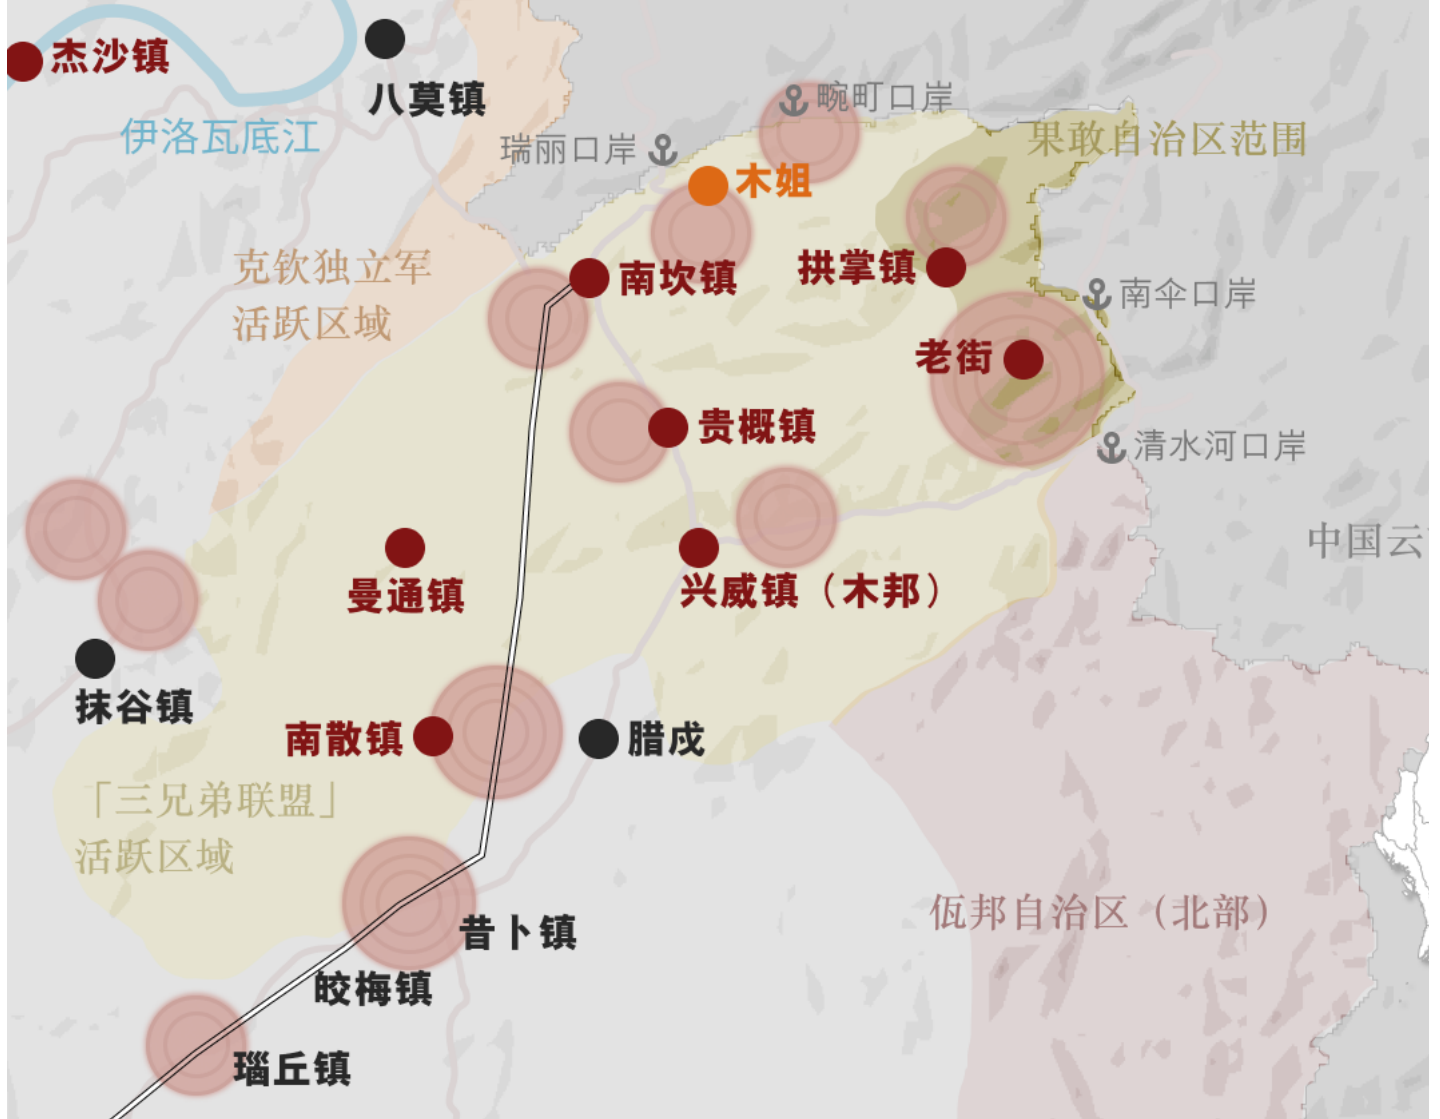 杰沙镇
八莫镇
伊洛瓦底江
畹町口岸
瑞丽口岸
果敢自治区范围
木姐
克钦独立军
活跃区域
南坎镇
拱掌镇
南伞口岸
老街
贵概镇
清水河口岸
中国云
曼通镇
兴威镇（木邦）
抹谷镇
南散镇
腊戌
「三兄弟联盟」
活跃区域
佤邦自治区（北部）
昔卜镇
皎梅镇
瑙丘镇